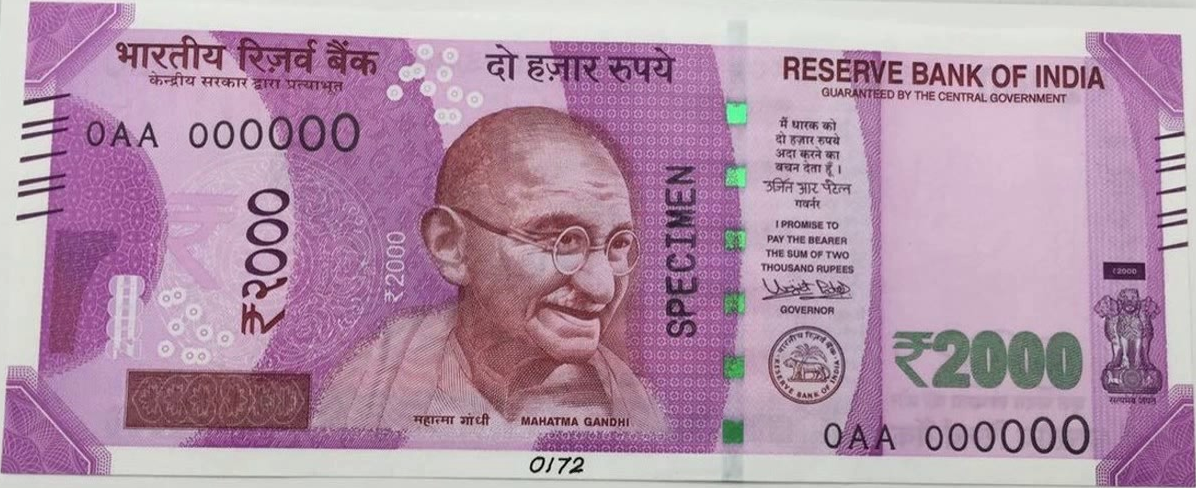 भारतीय रिज़र्व बैंक
केन्द्रीय सरकार द्वारा प्रत्याभूत
0AA 000000
₹२०००
₹2000
दो हज़ार रुपये
SPECIMEN
महात्मा गांधी
MAHATMA GANDHI
0172
RESERVE BANK OF INDIA
GUARANTEED BY THE CENTRAL GOVERNMENT
मैं धारक को
दो हज़ार रुपये
अदा करने का
वचन देता हूँ ।
उर्जित आर पटेल
गवर्नर
I PROMISE TO
PAY THE BEARER
THE SUM OF TWO
THOUSAND RUPEES
GOVERNOR
भारतीय रिज़र्व बैंक
RESERVE BANK OF INDIA
₹2000
₹2000
सत्यमेव जयते
0AA 000000